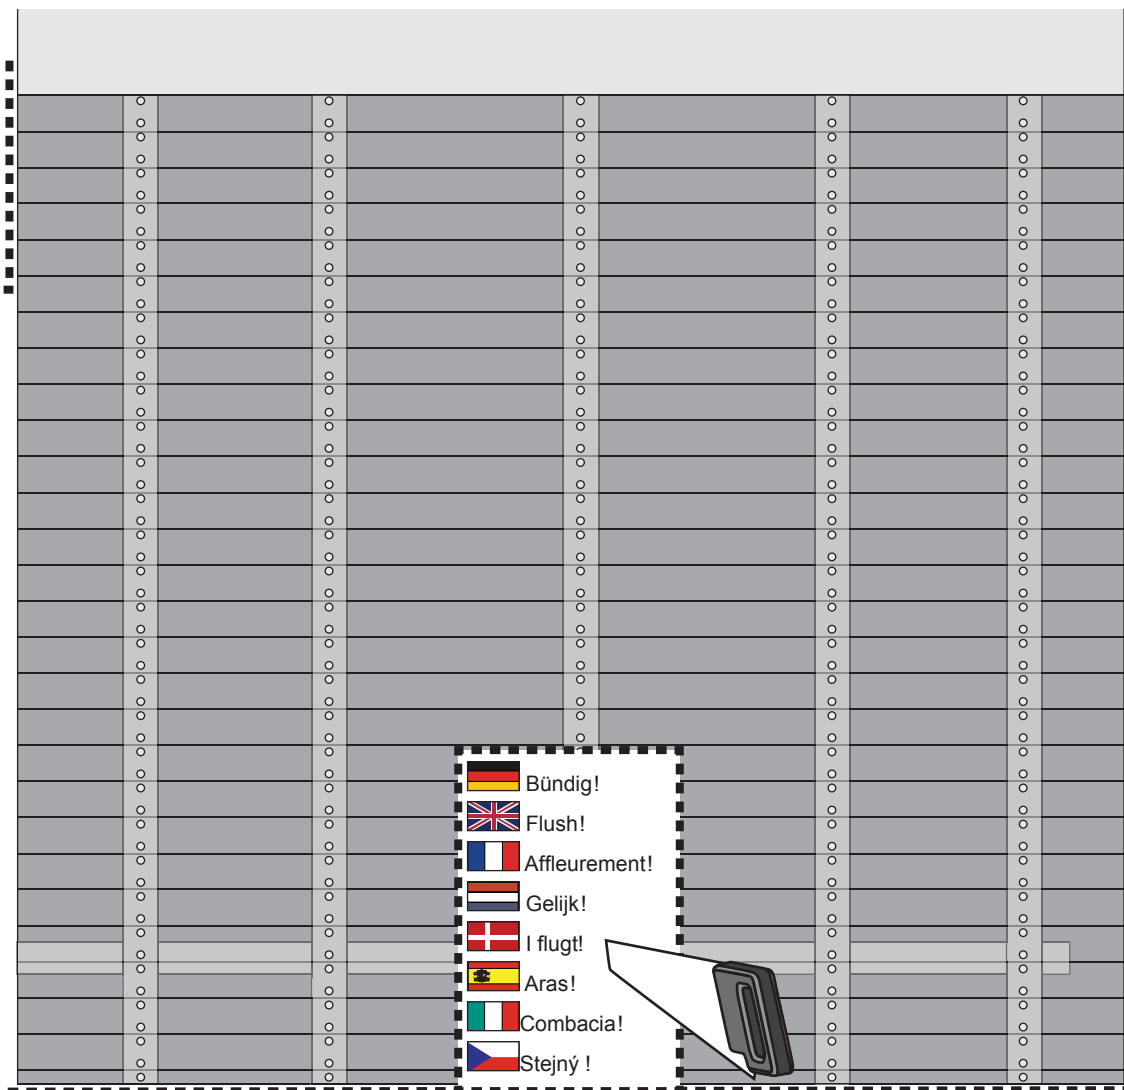 Bündig!
Flush!
Affleurement!
Gelijk!
I flugt!
Aras!
Combacia!
Stejný !